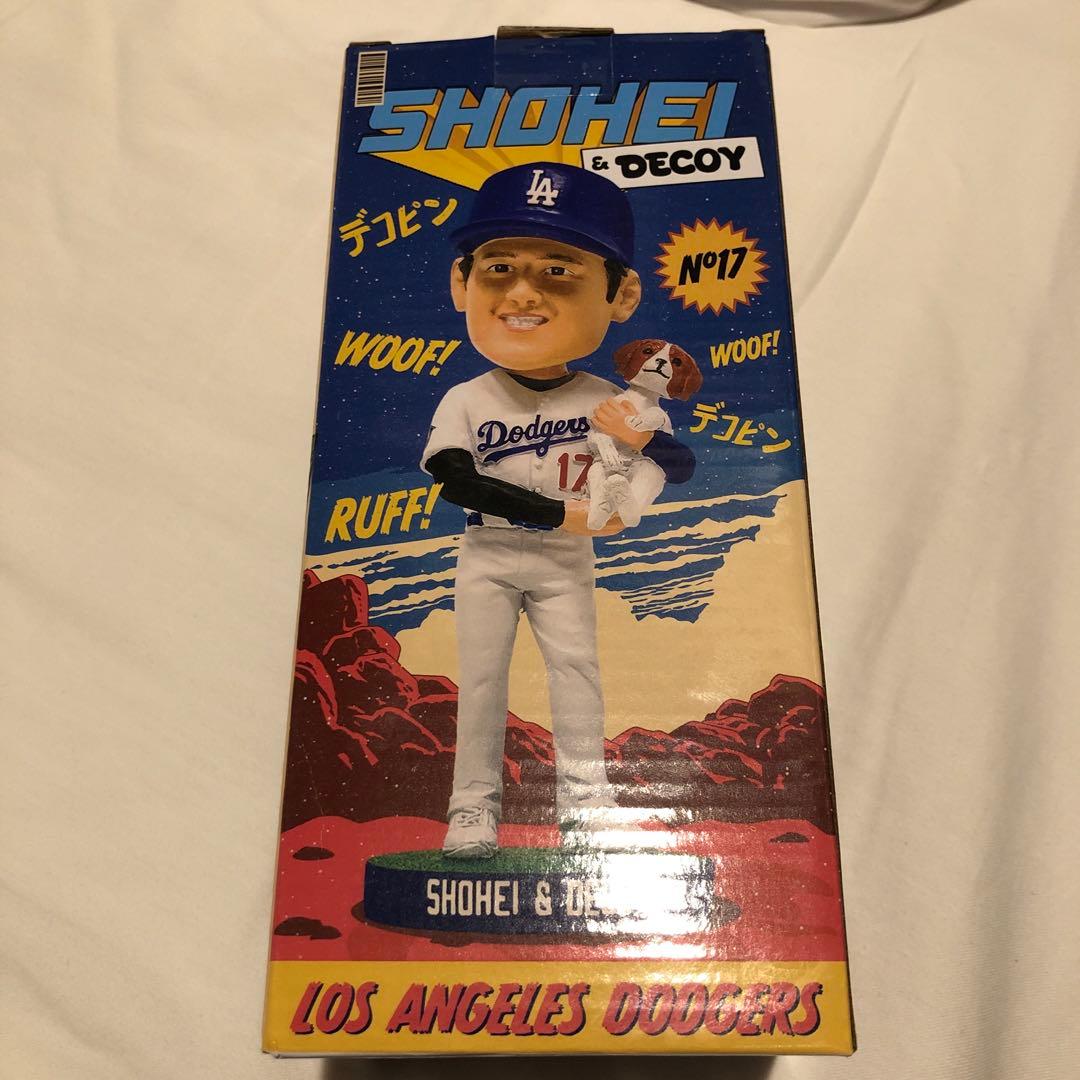 SHOHEI
& DECOY
LA
デコピン
Nº17
WOOF!
WOOF!
Dodgers
17
デコピン
RUFF!
SHOHEI &
LOS ANGELES DODGERS